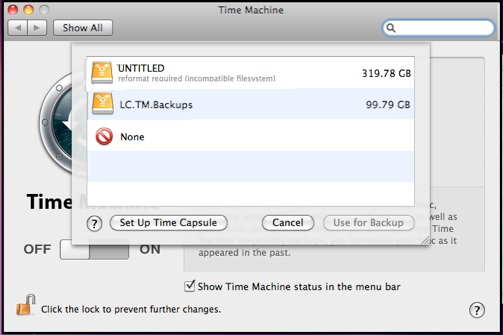 Time Machine
Show All
UNTITLED
reformat required (incompatible filesystem)
319.78 GB
LC.TM.Backups
99.79 GB
None
Time Machine
?
Set Up Time Capsule
Cancel
Use for Backup
well as
Time
as it
OFF
ON
appeared in the past.
Show Time Machine status in the menu bar
Click the lock to prevent further changes.
?